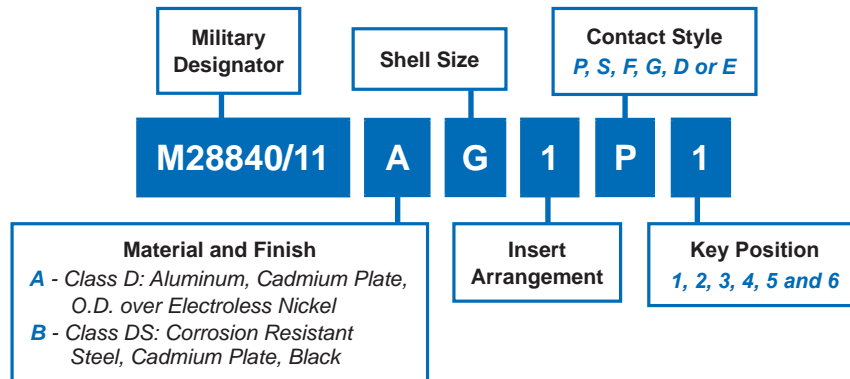 Military
Designator
Shell Size
Contact Style
P, S, F, G, D or E
M28840/11 A G 1 P 1
Material and Finish
A - Class D: Aluminum, Cadmium Plate,
O.D. over Electroless Nickel
B - Class DS: Corrosion Resistant
Steel, Cadmium Plate, Black
Insert
Arrangement
Key Position
1, 2, 3, 4, 5 and 6